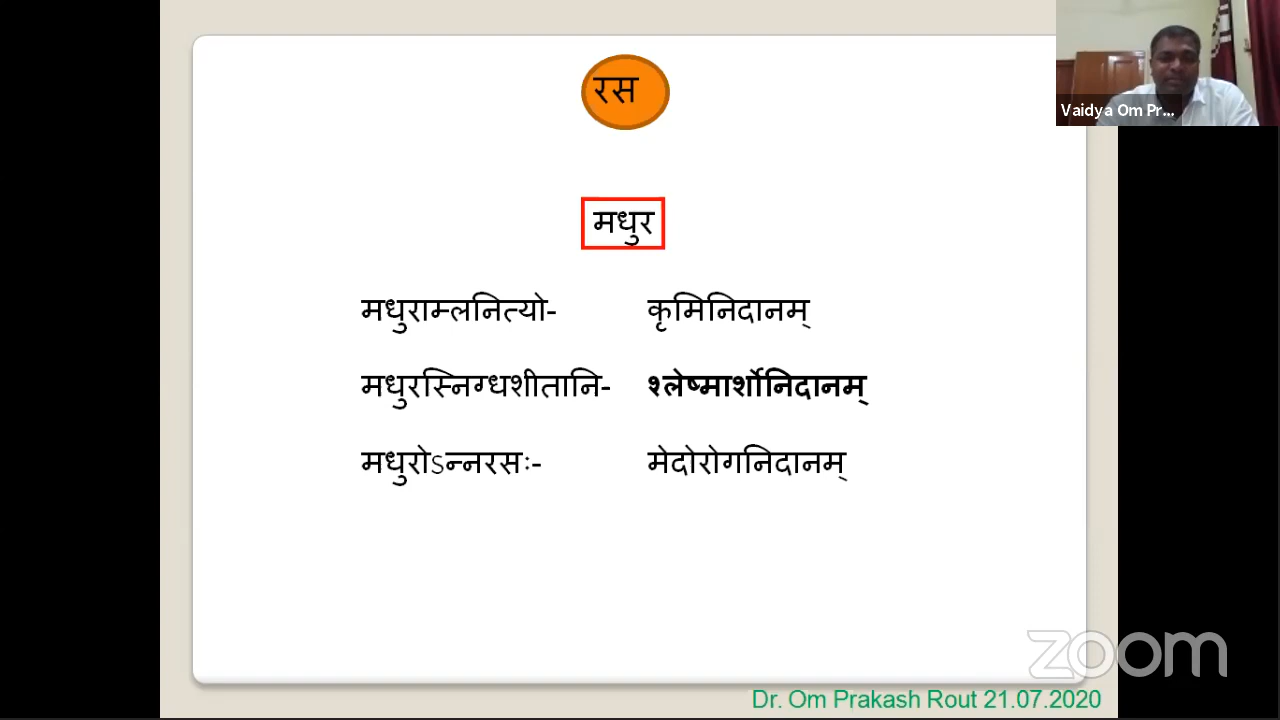 रस
Vaidya Om Pr...
मधुर
मधुराम्लनित्यो- कृमिनिदानम्
मधुरस्निग्धशीतानि- श्लेष्मार्शोनिदानम्
मधुरोऽन्नरसः- मेदोरोगनिदानम्
zoom
Dr. Om Prakash Rout 21.07.2020